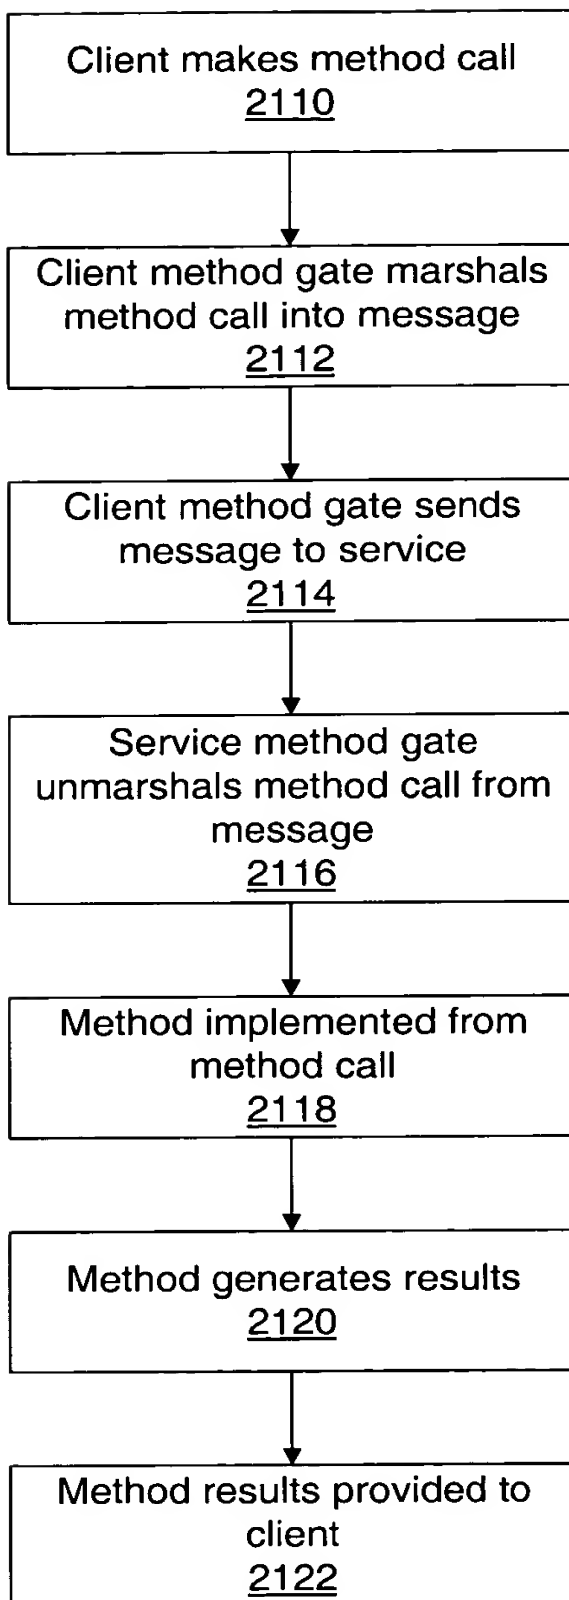 Client makes method call
2110
Client method gate marshals
method call into message
2112
Client method gate sends
message to service
2114
Service method gate
unmarshals method call from
message
2116
Method implemented from
method call
2118
Method generates results
2120
Method results provided to
client
2122